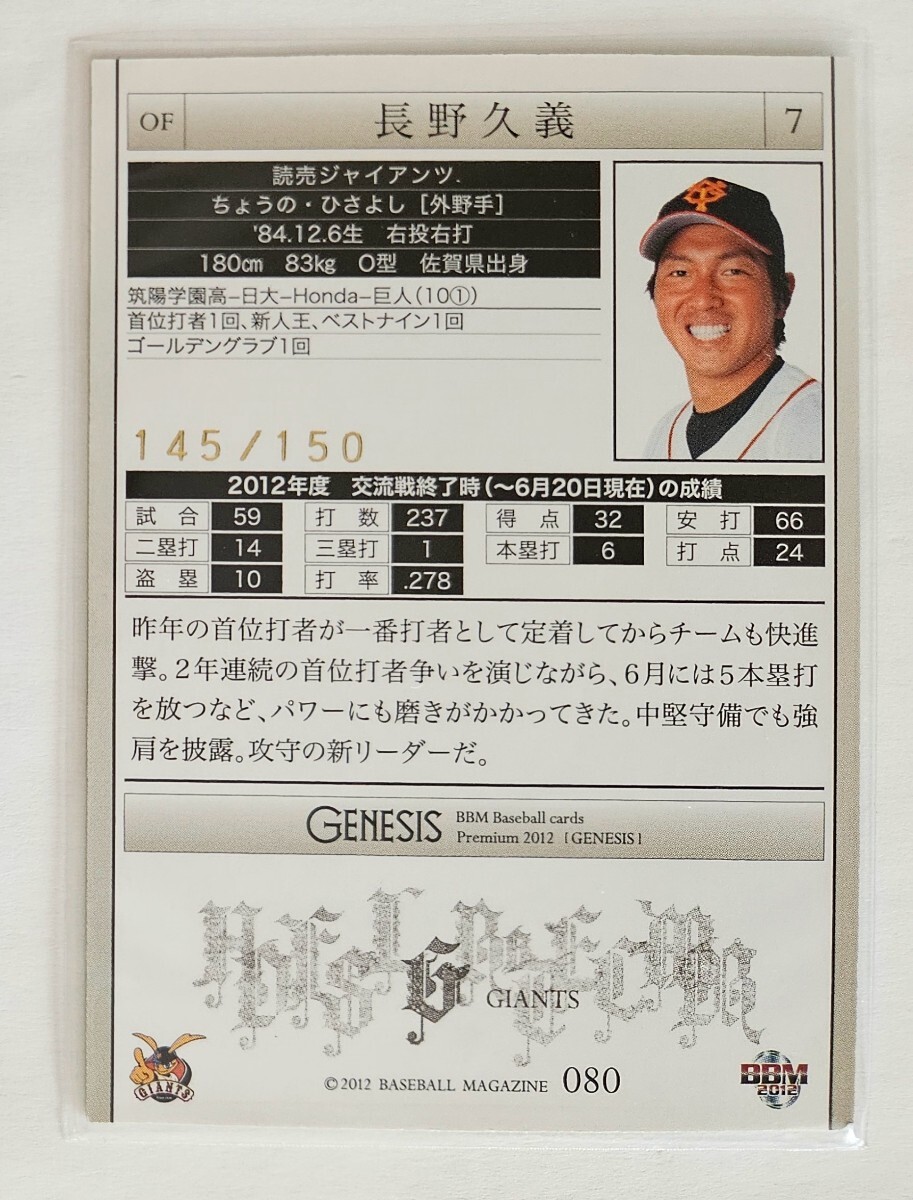 OF 長野久義 7
読売ジャイアンツ.
ちょうの・ひさよし［外野手］
'84.12.6生　右投右打
180㎝　83㎏　O型　佐賀県出身
筑陽学園高–日大–Honda–巨人（10①）
首位打者1回、新人王、ベストナイン1回
ゴールデングラブ1回
145/150
2012年度　交流戦終了時（〜6月20日現在）の成績
試合 59 打数 237 得点 32 安打 66
二塁打 14 三塁打 1 本塁打 6 打点 24
盗塁 10 打率 .278
昨年の首位打者が一番打者として定着してからチームも快進
撃。2年連続の首位打者争いを演じながら、6月には5本塁打
を放つなど、パワーにも磨きがかかってきた。中堅守備でも強
肩を披露。攻守の新リーダーだ。
GENESIS BBM Baseball cards
Premium 2012 [GENESIS]
G GIANTS
GIANTS
©2012 BASEBALL MAGAZINE 080
BBM
2012